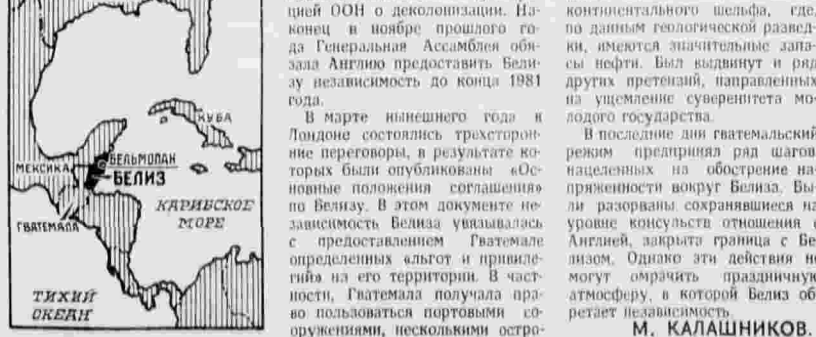 КУБА
МЕКСИКА
БЕЛЬМОПАН
БЕЛИЗ
КАРИБСКОЕ
МОРЕ
ГВАТЕМАЛА
ТИХИЙ
ОКЕАН
цией ООН о деколонизации. На-
конец в ноябре прошлого го-
да Генеральная Ассамблея обя-
зала Англию предоставить Бели-
зу независимость до конца 1981
года.
В марте нынешнего года в
Лондоне состоялись трехсторон-
ние переговоры, в результате ко-
торых были опубликованы «Ос-
новные положения соглашения»
по Белизу. В этом документе не-
зависимость Белиза увязывалась
с предоставлением Гватемале
определенных «льгот и привиле-
гий» на его территории. В част-
ности, Гватемала получала пра-
во пользоваться портовыми со-
оружениями, несколькими остро-
континентального шельфа, где,
по данным геологической развед-
ки, имеются значительные запа-
сы нефти. Был выдвинут и ряд
других претензий, направленных
на ущемление суверенитета мо-
лодого государства.
В последние дни гватемальский
режим предпринял ряд шагов,
нацеленных на обострение на-
пряженности вокруг Белиза. Бы-
ли разорваны сохранявшиеся на
уровне консульств отношения с
Англией, закрыта граница с Бе-
лизом. Однако эти действия не
могут омрачить праздничную
атмосферу, в которой Белиз об-
ретает независимость.
М. КАЛАШНИКОВ.